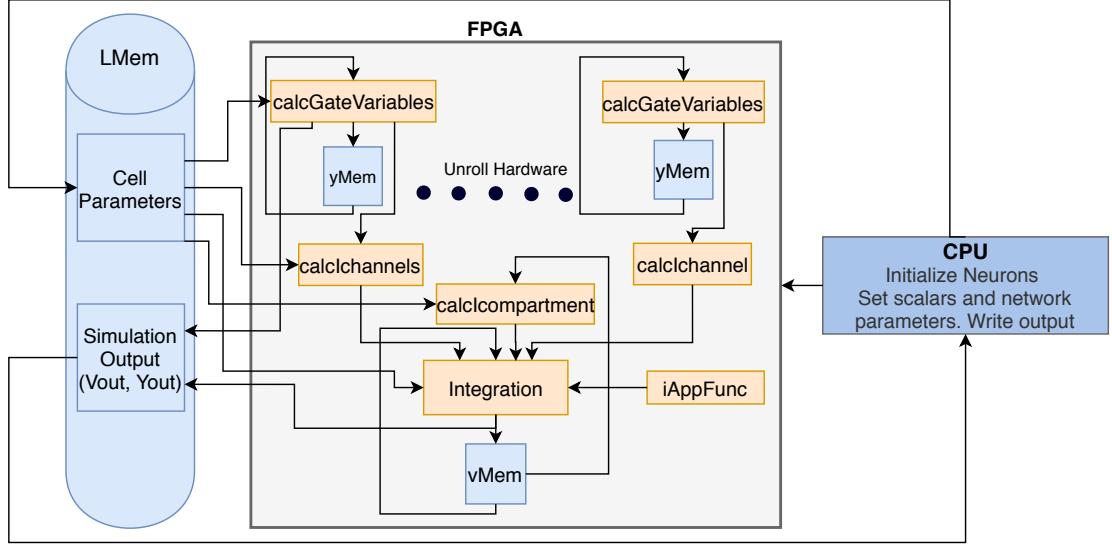 FPGA
LMem
calcGateVariables
calcGateVariables
Cell
Parameters
yMem
Unroll Hardware
yMem
calcIchannels
calcIchannel
CPU
Initialize Neurons
Set scalars and network
parameters. Write output
calcIcompartment
Simulation
Output
(Vout, Yout)
Integration
iAppFunc
vMem